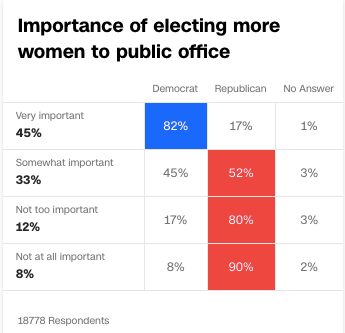 Importance of electing more
women to public office
Democrat Republican No Answer
Very important
45% 82% 17% 1%
Somewhat important
33% 45% 52% 3%
Not too important
12% 17% 80% 3%
Not at all important
8% 8% 90% 2%
18778 Respondents